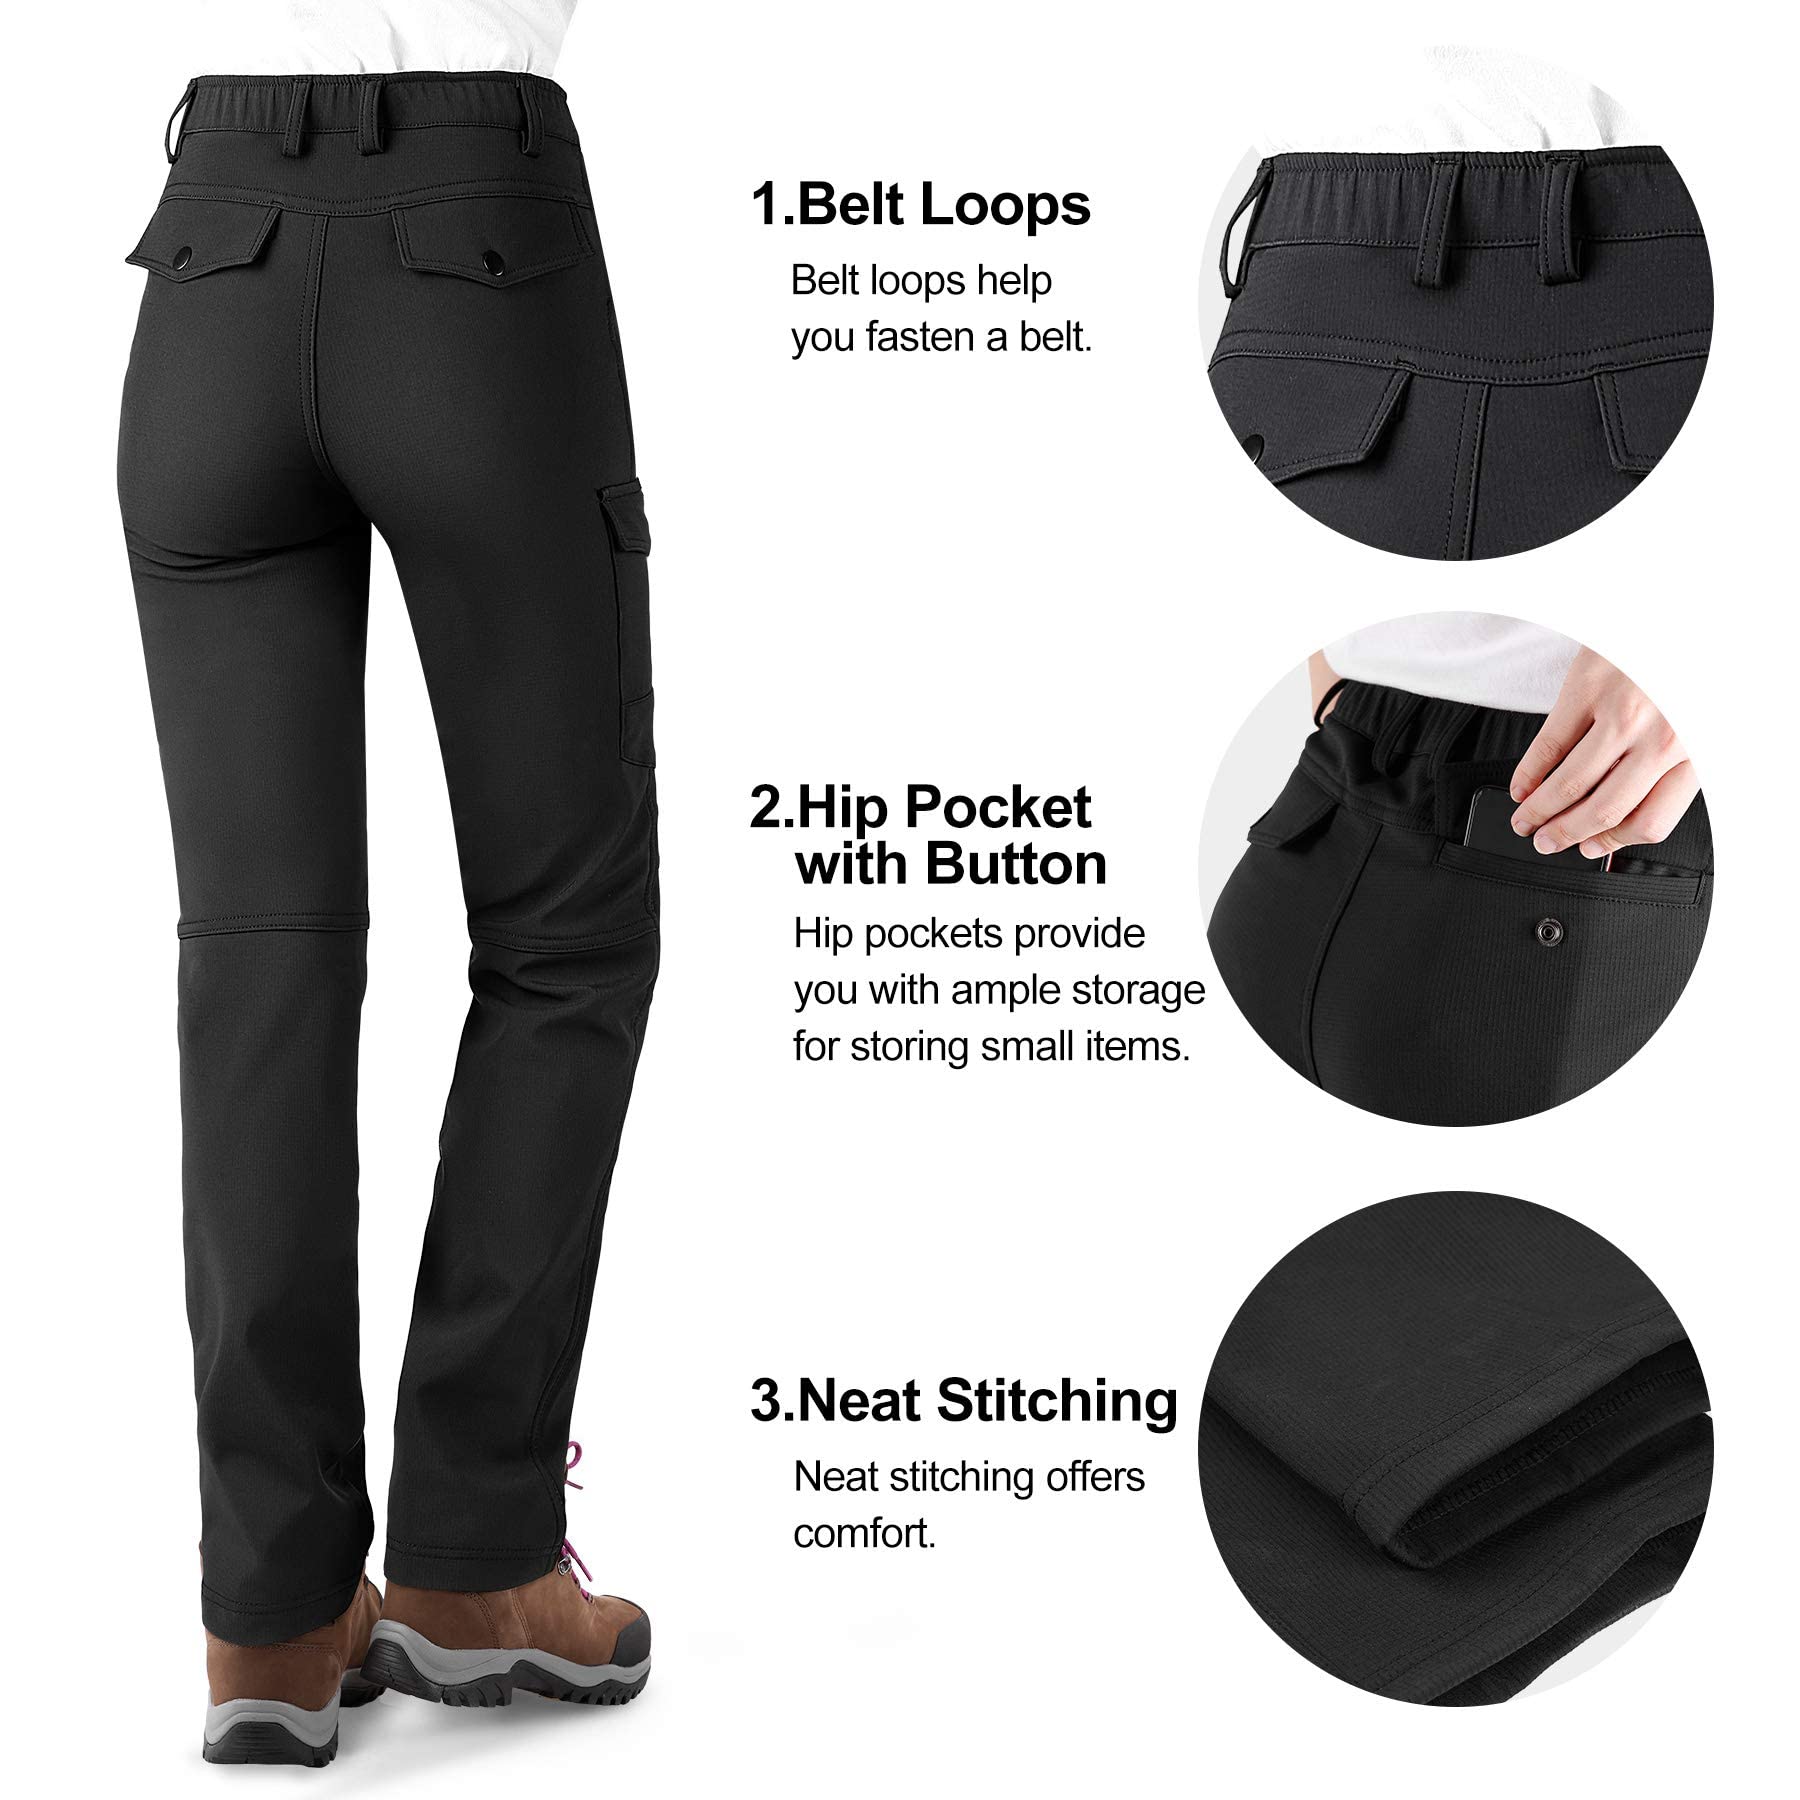 1.Belt Loops
Belt loops help
you fasten a belt.
2.Hip Pocket
with Button
Hip pockets provide
you with ample storage
for storing small items.
3.Neat Stitching
Neat stitching offers
comfort.